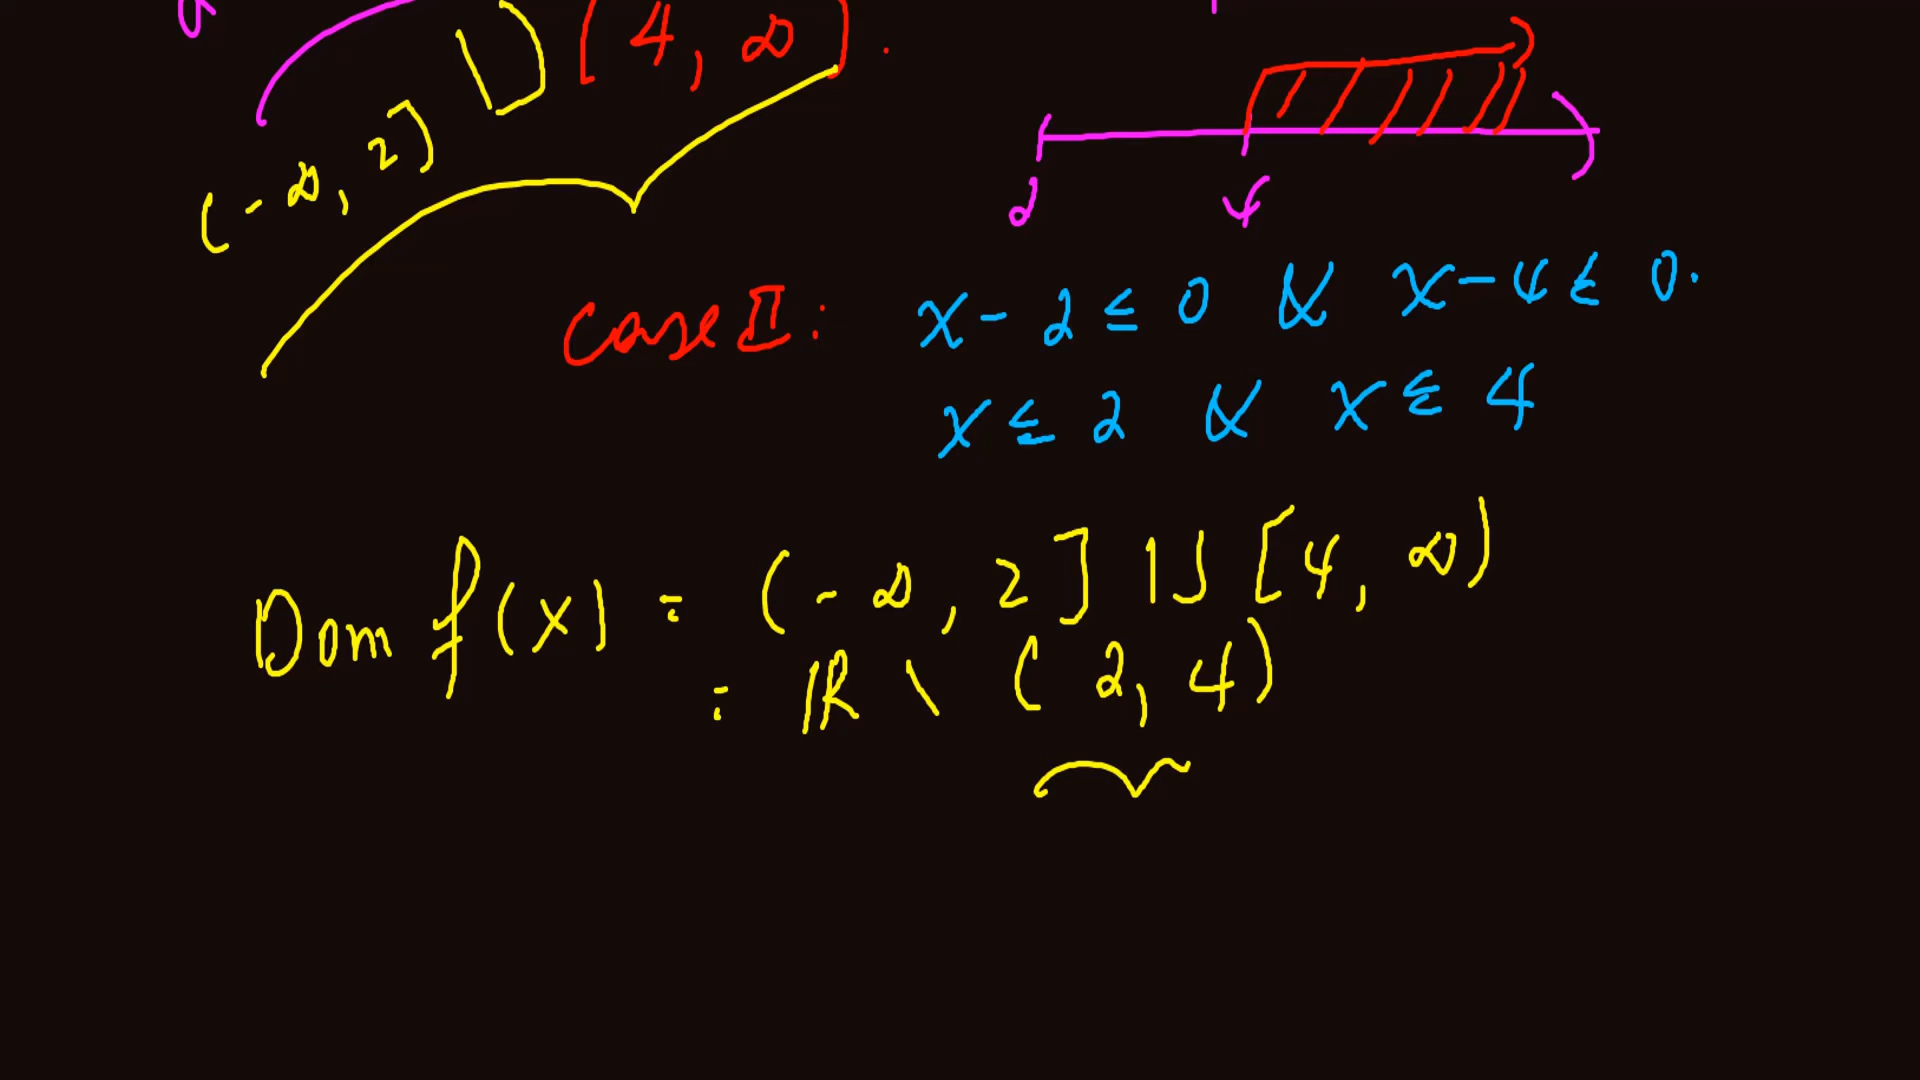 (-∞, 2] ∪ [4, ∞).
2 4
Case II: x - 2 ≤ 0 & x - 4 ≤ 0.
x ≤ 2 & x ≤ 4
Dom f(x) = (-∞, 2] ∪ [4, ∞)
= ℝ \ (2, 4)